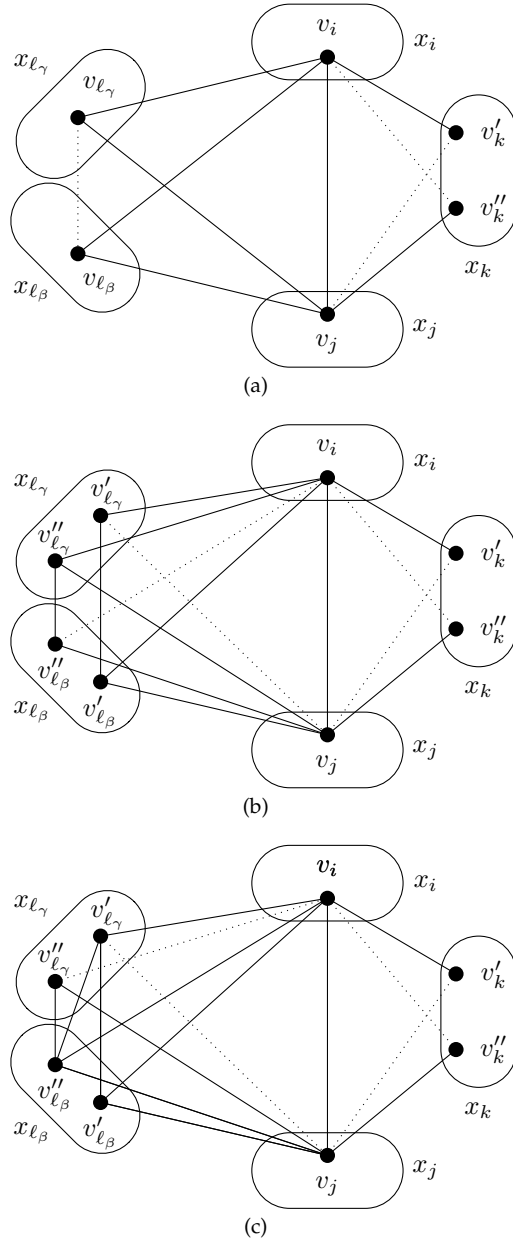 v_i x_i
x_{ℓ_γ} v_{ℓ_γ}
v'_k
v''_k
x_{ℓ_β} v_{ℓ_β} x_k
v_j x_j
(a)
v_i x_i
x_{ℓ_γ} v'_{ℓ_γ}
v''_{ℓ_γ} v'_k
v''_k
v''_{ℓ_β}
x_{ℓ_β} v'_{ℓ_β} x_k
v_j x_j
(b)
v_i x_i
x_{ℓ_γ} v'_{ℓ_γ}
v''_{ℓ_γ} v'_k
v''_k
v''_{ℓ_β}
x_{ℓ_β} v'_{ℓ_β} x_k
v_j x_j
(c)